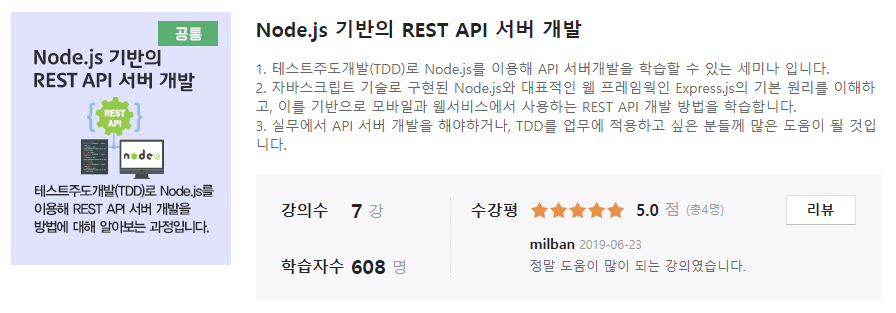 공통
Node.js 기반의
REST API 서버 개발
REST
API
node
테스트주도개발(TDD)로 Node.js를
이용해 REST API 서버 개발을
방법에 대해 알아보는 과정입니다.
Node.js 기반의 REST API 서버 개발
1. 테스트주도개발(TDD)로 Node.js를 이용해 API 서버개발을 학습할 수 있는 세미나 입니다.
2. 자바스크립트 기술로 구현된 Node.js와 대표적인 웹 프레임웍인 Express.js의 기본 원리를 이해하
고, 이를 기반으로 모바일과 웹서비스에서 사용하는 REST API 개발 방법을 학습합니다.
3. 실무에서 API 서버 개발을 해야하거나, TDD를 업무에 적용하고 싶은 분들께 많은 도움이 될 것입
니다.
강의수 7 강
수강평 5.0 점 (총4명) 리뷰
milban 2019-06-23
정말 도움이 많이 되는 강의였습니다.
학습자수 608 명